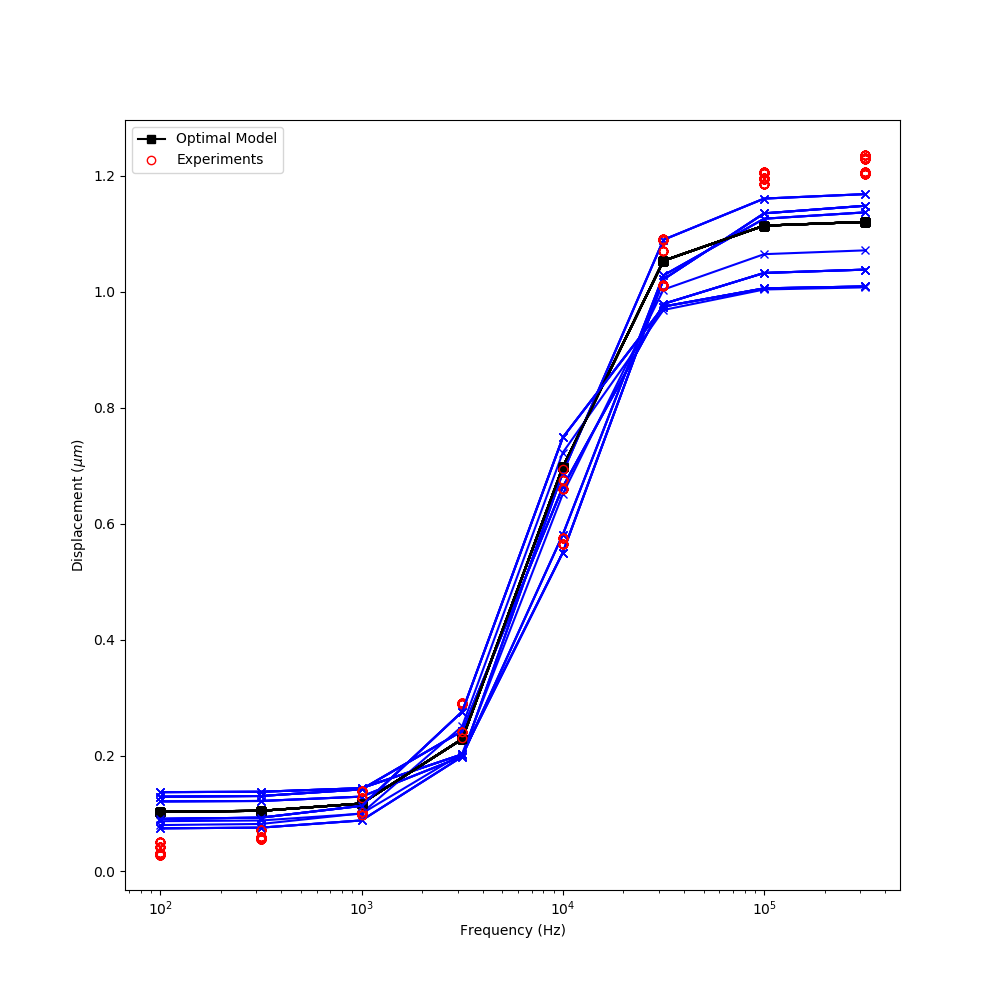 Optimal Model
Experiments
1.2
1.0
0.8
0.6
0.4
0.2
0.0
Displacement (μm)
10²
10³
10⁴
10⁵
Frequency (Hz)